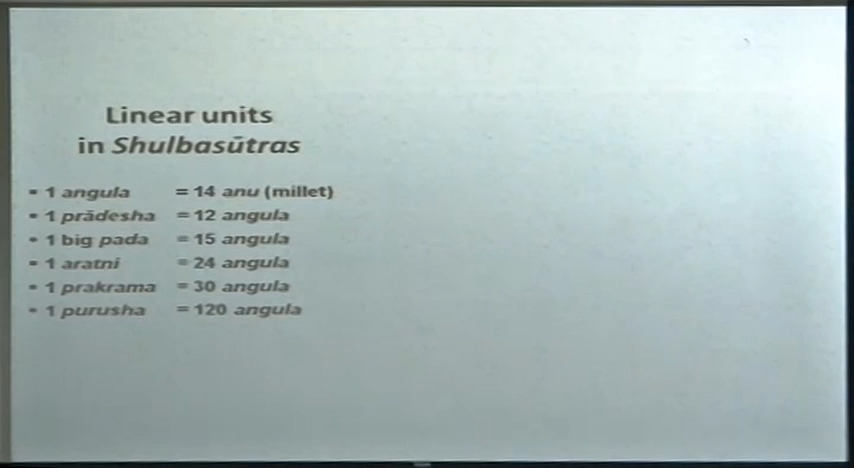 Linear units
in Shulbasūtras
▪ 1 angula = 14 anu (millet)
▪ 1 prādesha = 12 angula
▪ 1 big pada = 15 angula
▪ 1 aratni = 24 angula
▪ 1 prakrama = 30 angula
▪ 1 purusha = 120 angula